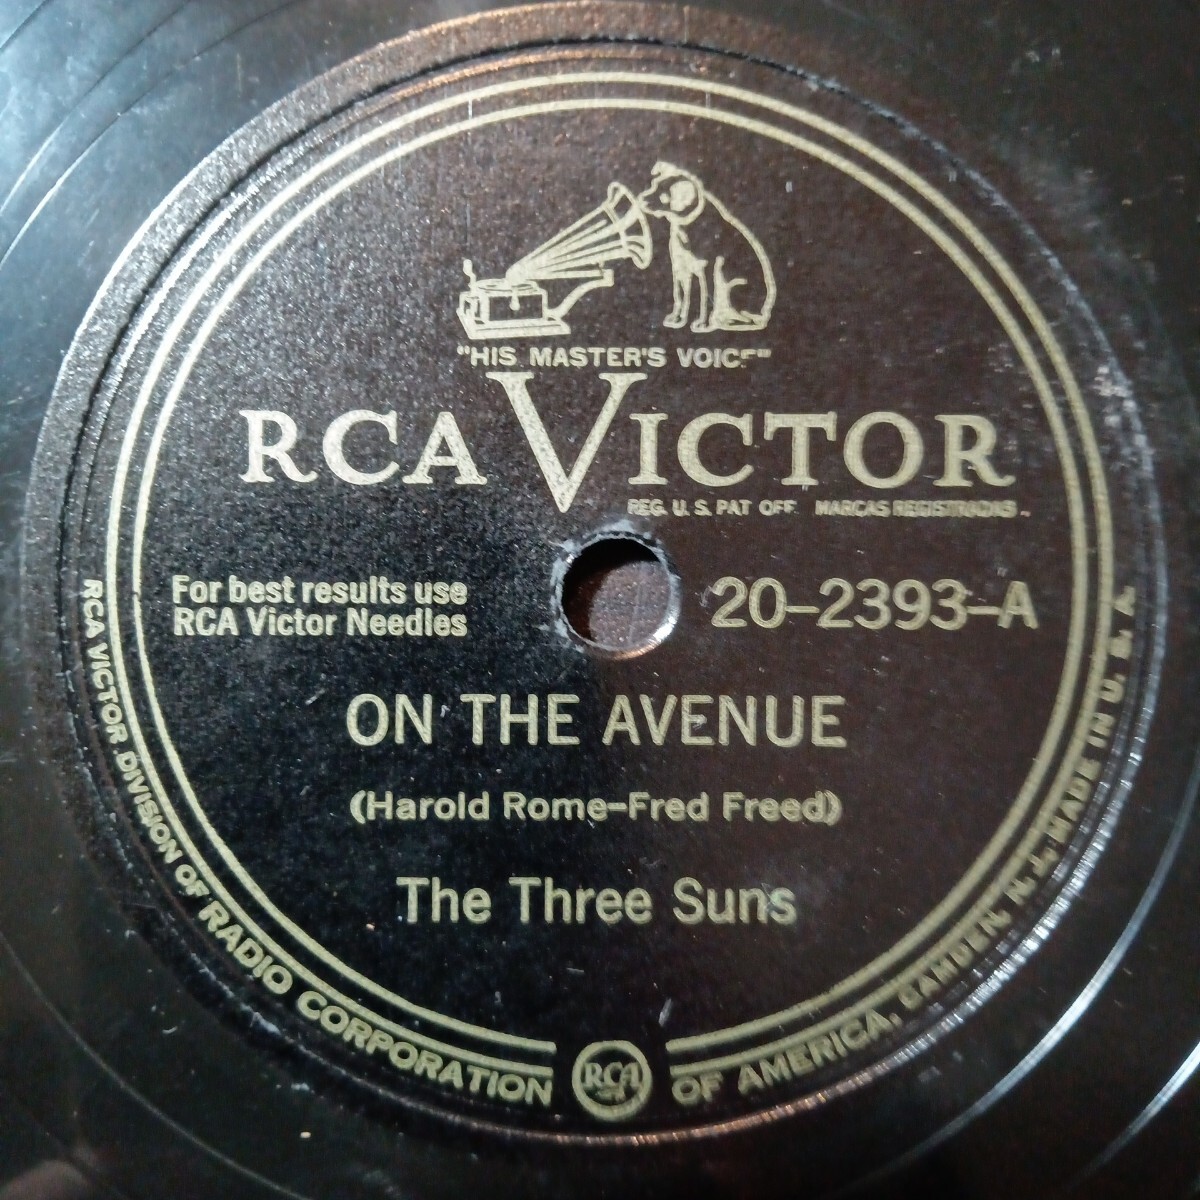 "HIS MASTER'S VOICE"
RCA VICTOR
REG. U. S. PAT OFF. MARCAS REGISTRADAS
For best results use
RCA Victor Needles
20-2393-A
ON THE AVENUE
(Harold Rome-Fred Freed)
The Three Suns
RCA VICTOR DIVISION OF RADIO CORPORATION OF AMERICA, CAMDEN, N. J., MADE IN U. S. A.
RCA